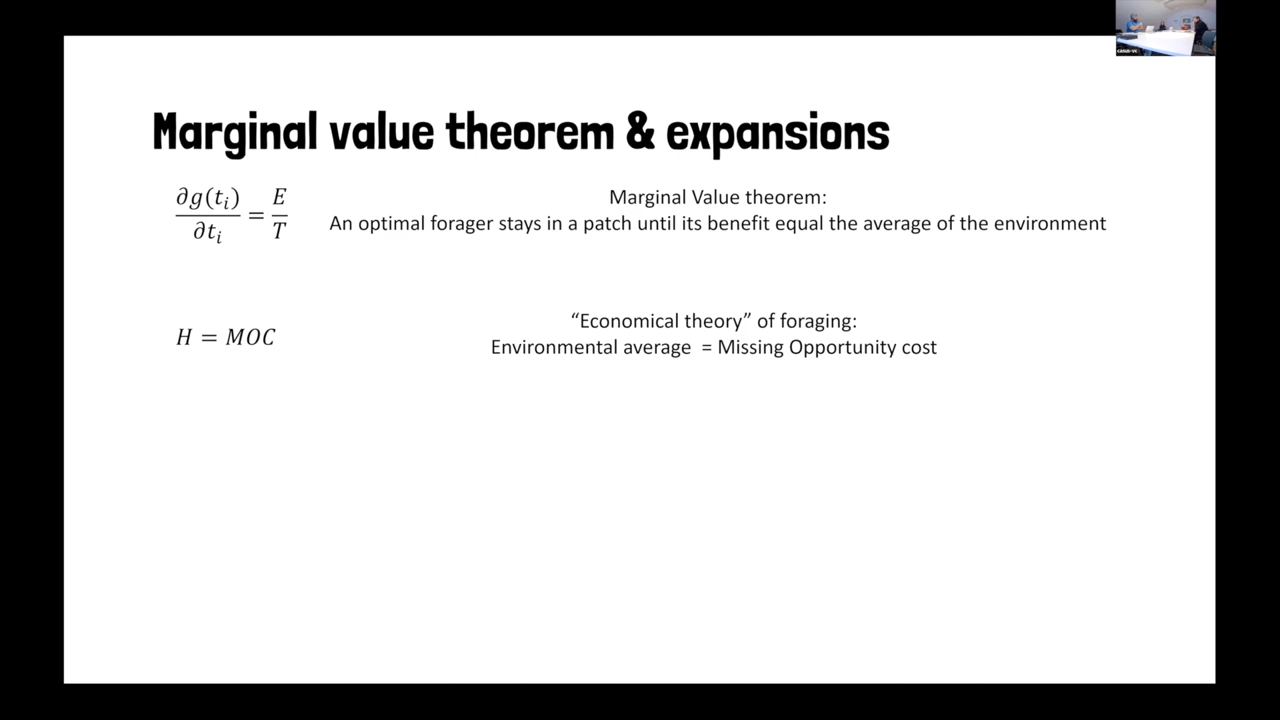 Marginal value theorem & expansions
∂g(tᵢ)/∂tᵢ = E/T
Marginal Value theorem:
An optimal forager stays in a patch until its benefit equal the average of the environment
H = MOC
“Economical theory” of foraging:
Environmental average = Missing Opportunity cost